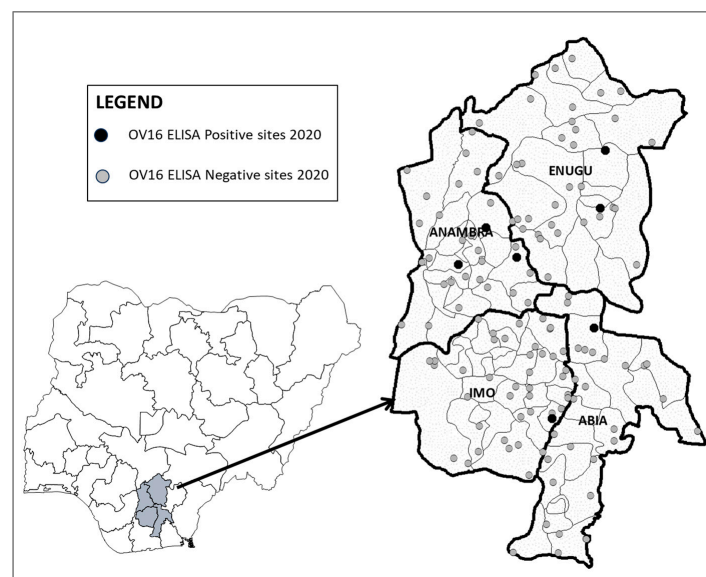 LEGEND
OV16 ELISA Positive sites 2020
OV16 ELISA Negative sites 2020
ENUGU
ANAMBRA
IMO
ABIA